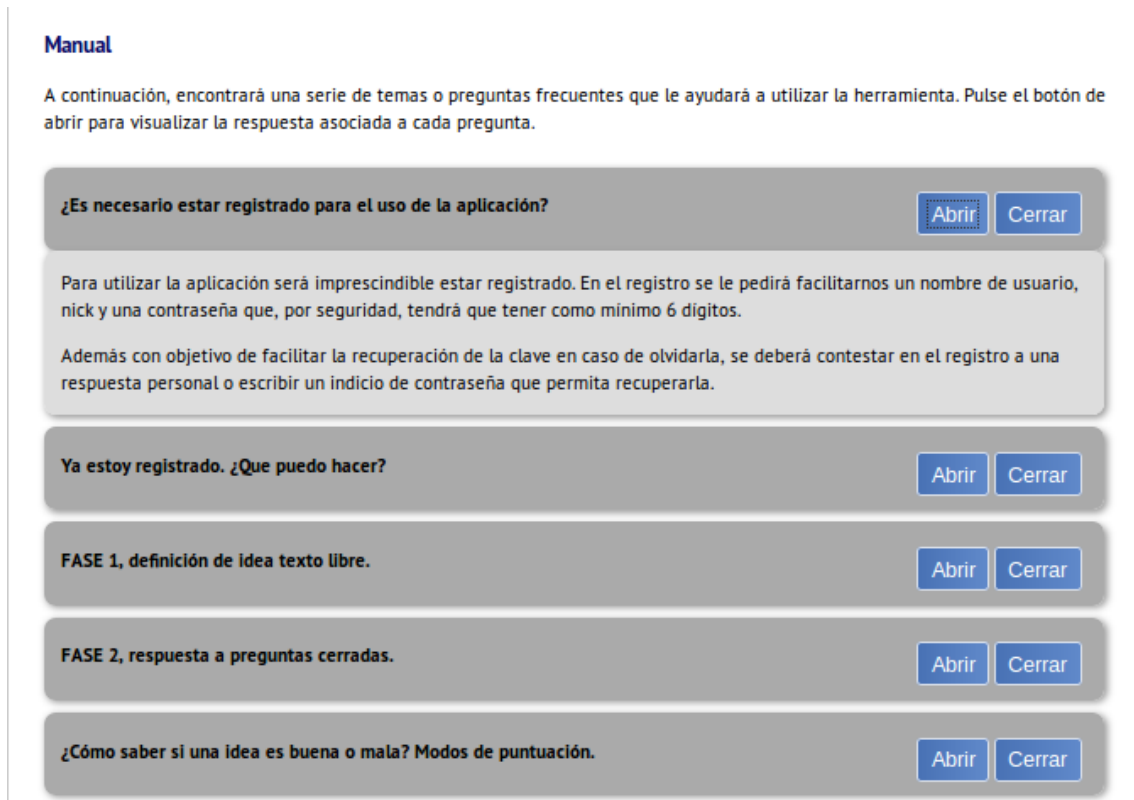 Manual
A continuación, encontrará una serie de temas o preguntas frecuentes que le ayudará a utilizar la herramienta. Pulse el botón de
abrir para visualizar la respuesta asociada a cada pregunta.
¿Es necesario estar registrado para el uso de la aplicación?
Abrir Cerrar
Para utilizar la aplicación será imprescindible estar registrado. En el registro se le pedirá facilitarnos un nombre de usuario,
nick y una contraseña que, por seguridad, tendrá que tener como mínimo 6 dígitos.
Además con objetivo de facilitar la recuperación de la clave en caso de olvidarla, se deberá contestar en el registro a una
respuesta personal o escribir un indicio de contraseña que permita recuperarla.
Ya estoy registrado. ¿Que puedo hacer?
Abrir Cerrar
FASE 1, definición de idea texto libre.
Abrir Cerrar
FASE 2, respuesta a preguntas cerradas.
Abrir Cerrar
¿Cómo saber si una idea es buena o mala? Modos de puntuación.
Abrir Cerrar